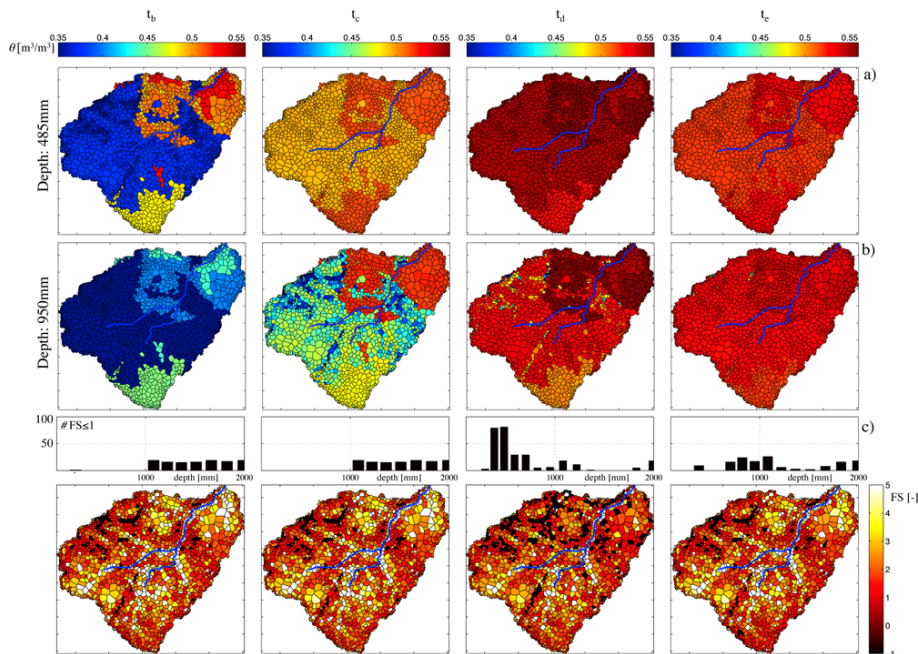 t_b t_c t_d t_e
θ [m³/m³] 0.35 0.4 0.45 0.5 0.55 0.35 0.4 0.45 0.5 0.55 0.35 0.4 0.45 0.5 0.55 0.35 0.4 0.45 0.5 0.55
a)
Depth: 485mm
b)
Depth: 950mm
c)
100
# FS≤1
50
1000 depth [mm] 2000 1000 depth [mm] 2000 1000 depth [mm] 2000 1000 depth [mm] 2000
5 FS [-]
4
3
2
1
0